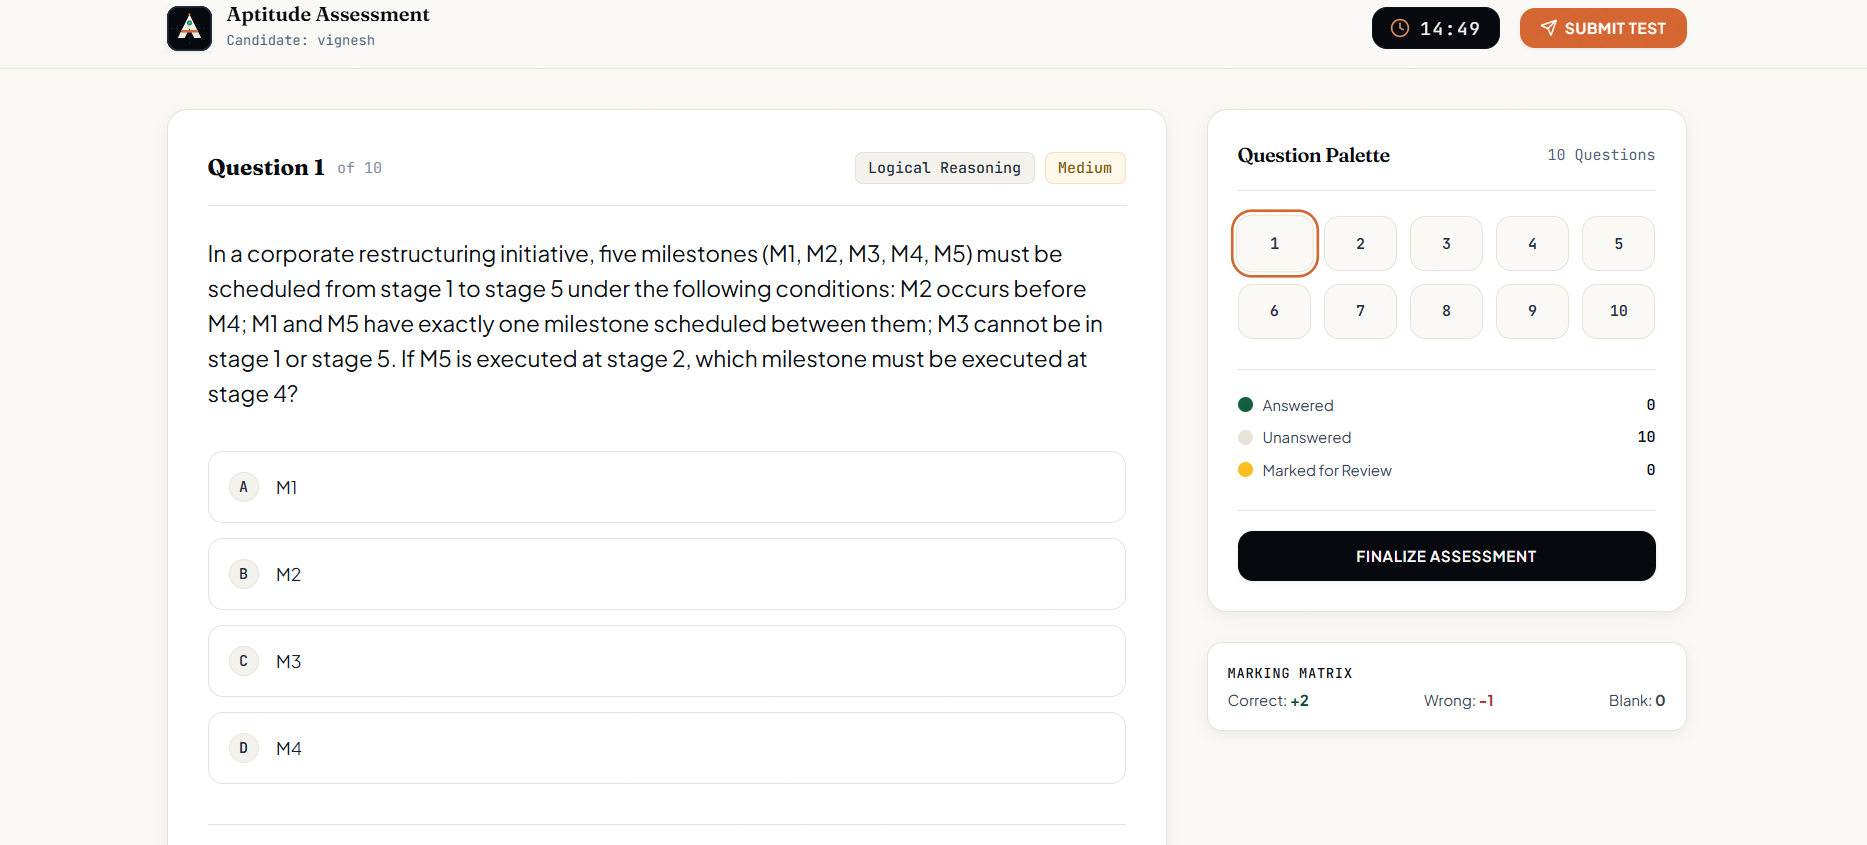 Aptitude Assessment
Candidate: vignesh
14:49
SUBMIT TEST
Question 1 of 10
Logical Reasoning
Medium
In a corporate restructuring initiative, five milestones (M1, M2, M3, M4, M5) must be
scheduled from stage 1 to stage 5 under the following conditions: M2 occurs before
M4; M1 and M5 have exactly one milestone scheduled between them; M3 cannot be in
stage 1 or stage 5. If M5 is executed at stage 2, which milestone must be executed at
stage 4?
A M1
B M2
C M3
D M4
Question Palette
10 Questions
1 2 3 4 5
6 7 8 9 10
Answered 0
Unanswered 10
Marked for Review 0
FINALIZE ASSESSMENT
MARKING MATRIX
Correct: +2 Wrong: -1 Blank: 0